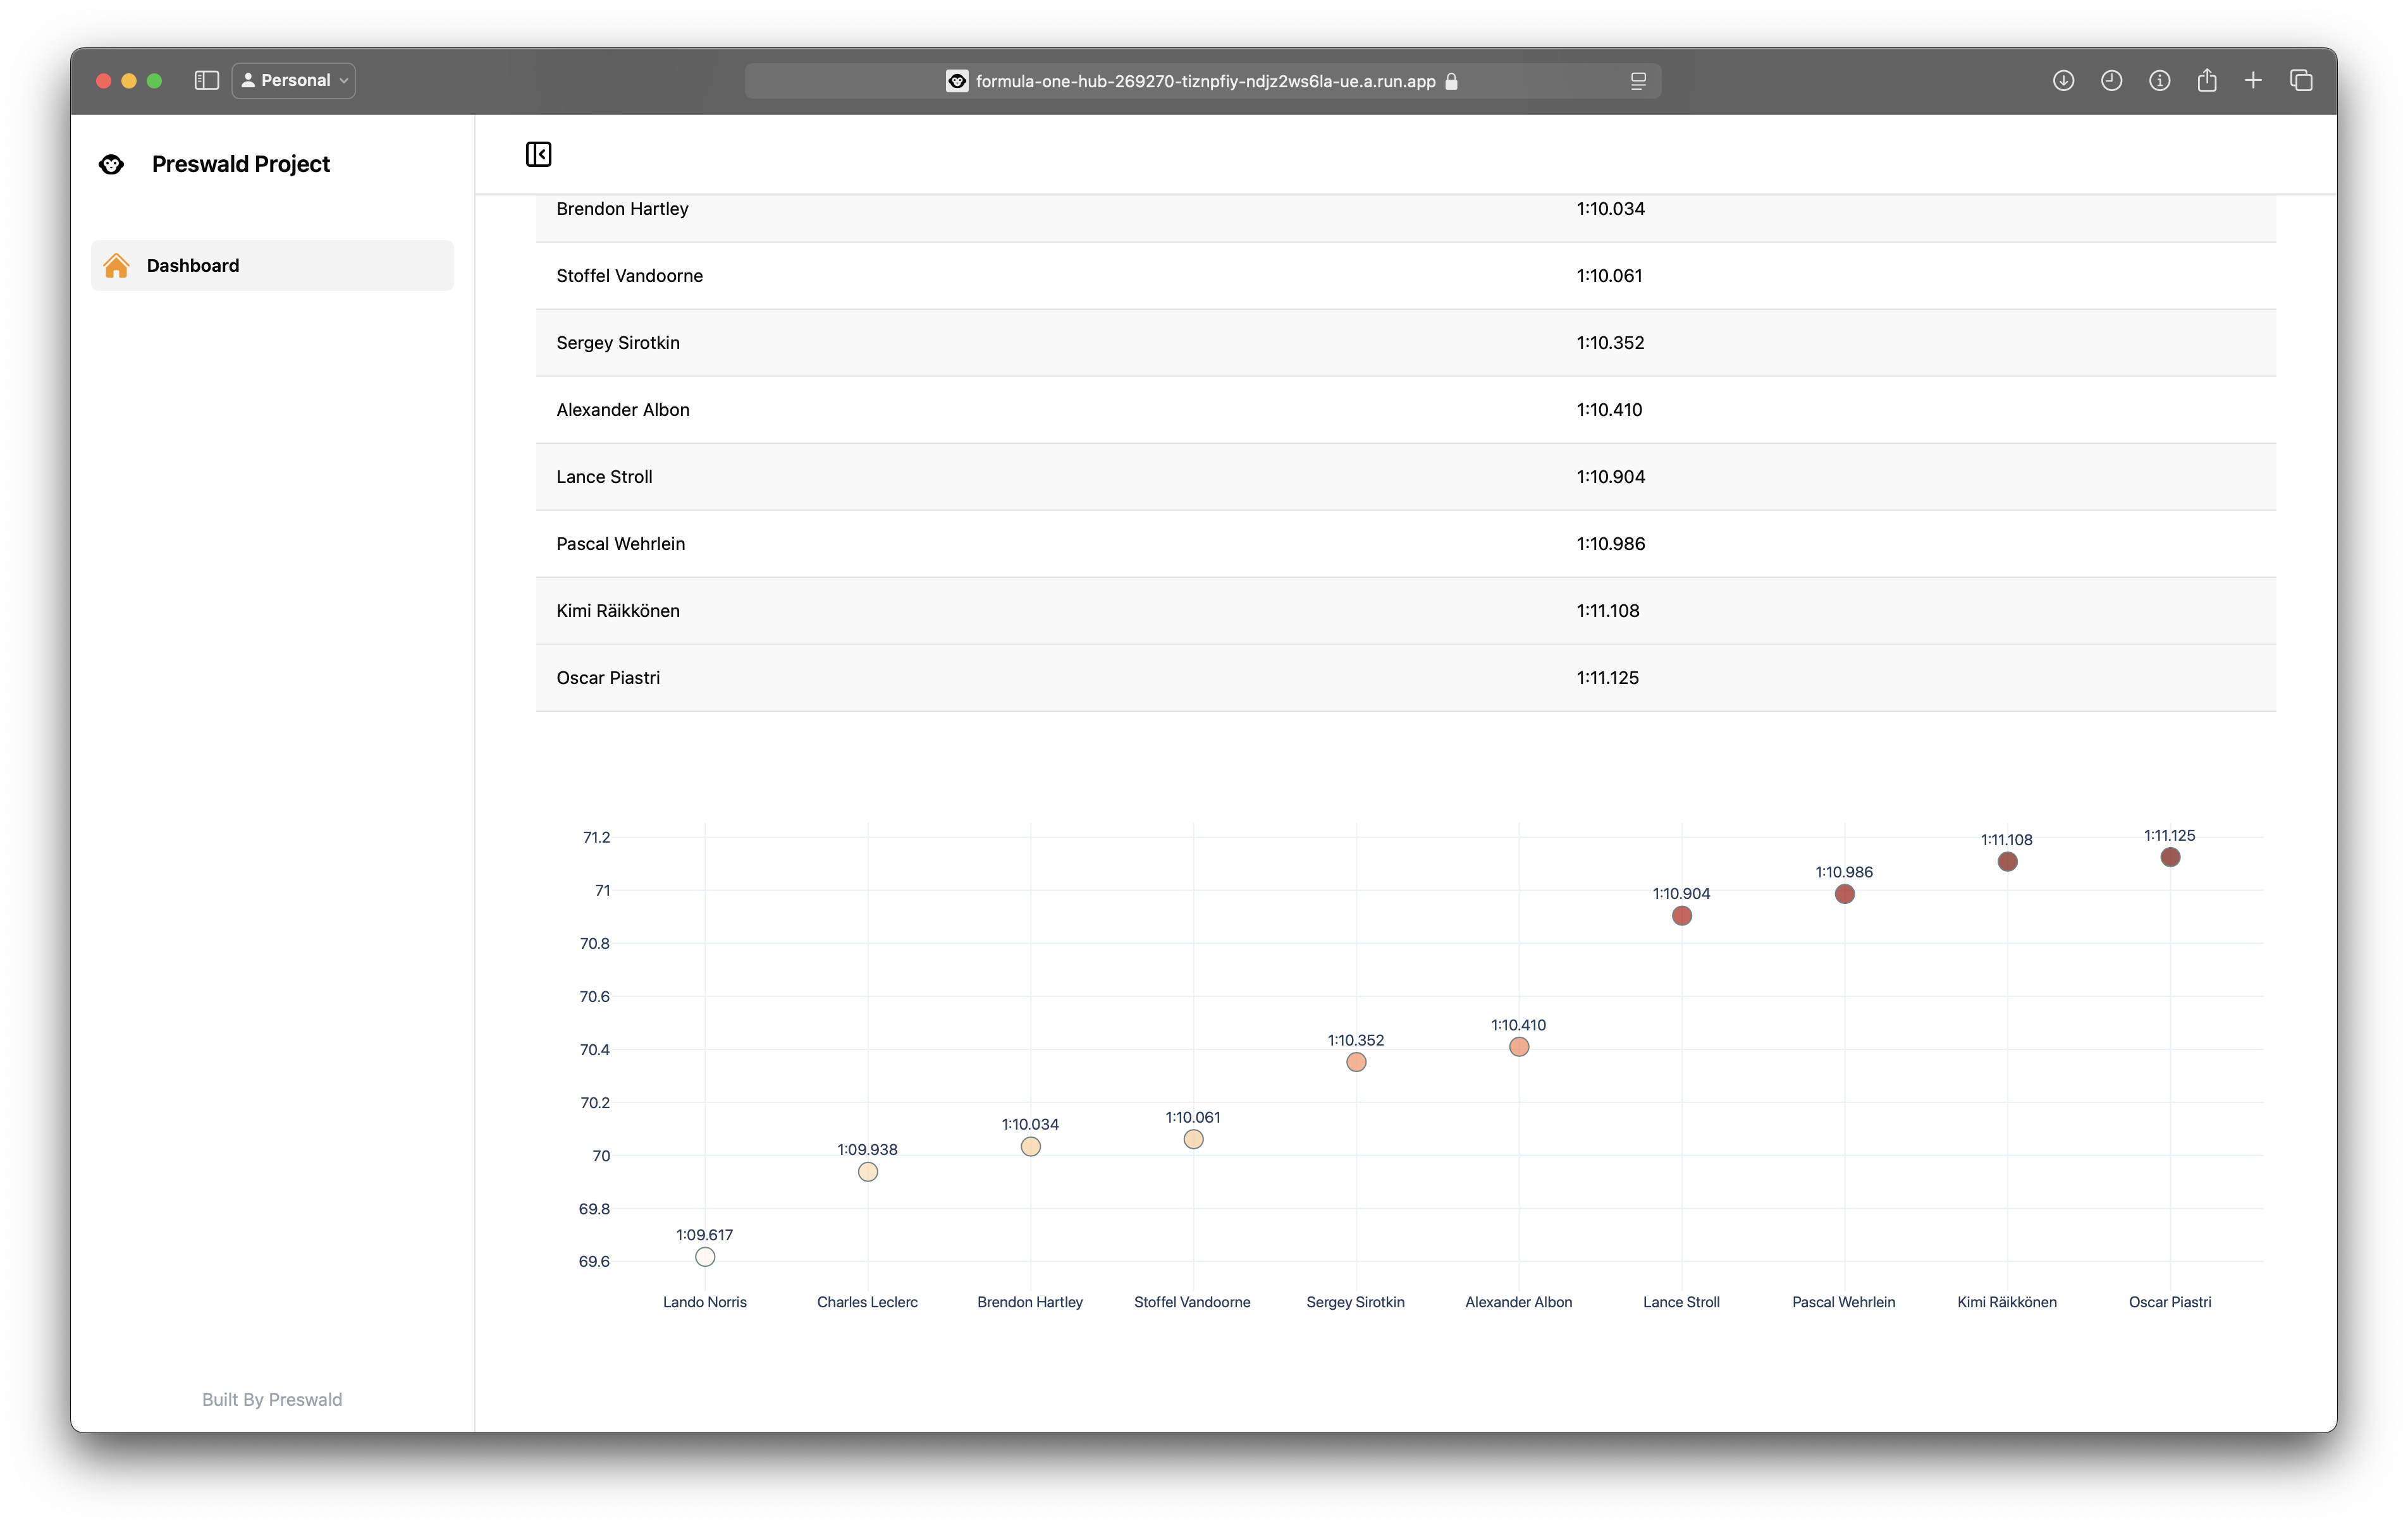 Personal
formula-one-hub-269270-tiznpfiy-ndjz2ws6la-ue.a.run.app
Preswald Project
Dashboard
Brendon Hartley 1:10.034
Stoffel Vandoorne 1:10.061
Sergey Sirotkin 1:10.352
Alexander Albon 1:10.410
Lance Stroll 1:10.904
Pascal Wehrlein 1:10.986
Kimi Räikkönen 1:11.108
Oscar Piastri 1:11.125
71.2
71
70.8
70.6
70.4
70.2
70
69.8
69.6
1:09.617
1:09.938
1:10.034
1:10.061
1:10.352
1:10.410
1:10.904
1:10.986
1:11.108
1:11.125
Lando Norris Charles Leclerc Brendon Hartley Stoffel Vandoorne Sergey Sirotkin Alexander Albon Lance Stroll Pascal Wehrlein Kimi Räikkönen Oscar Piastri
Built By Preswald